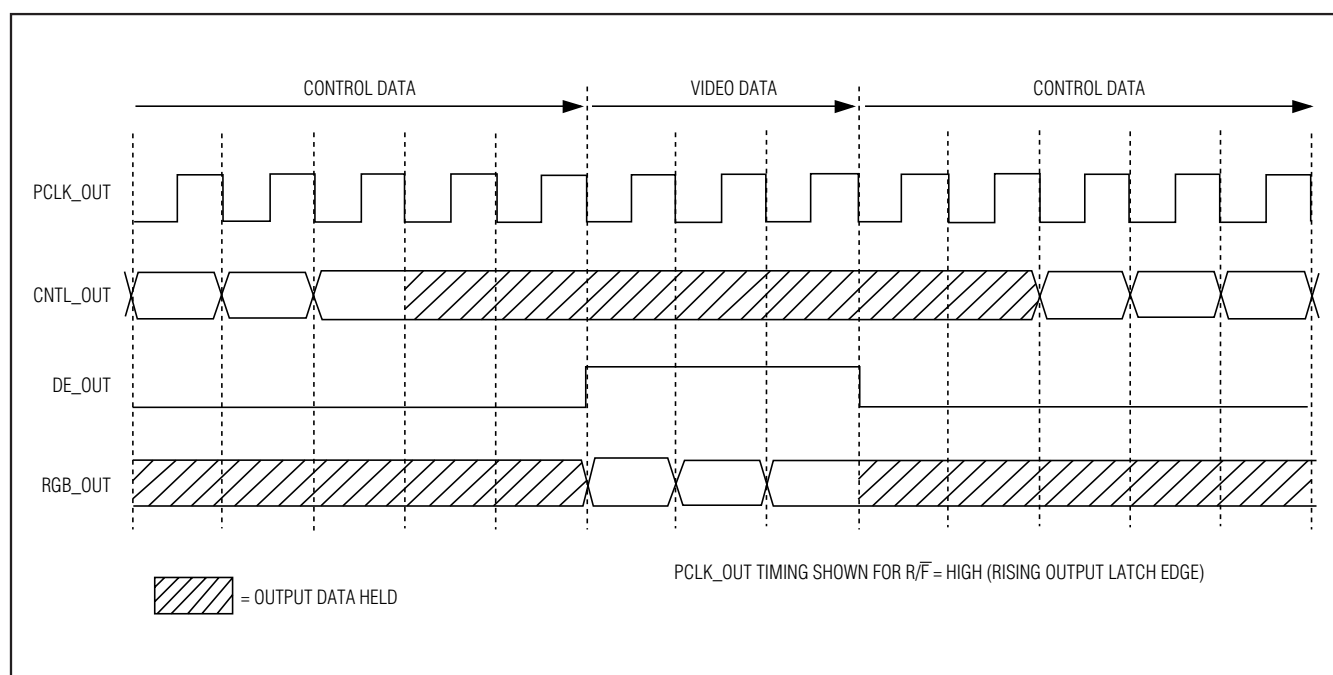 CONTROL DATA VIDEO DATA CONTROL DATA
PCLK_OUT
CNTL_OUT
DE_OUT
RGB_OUT
PCLK_OUT TIMING SHOWN FOR R/F̅ = HIGH (RISING OUTPUT LATCH EDGE)
= OUTPUT DATA HELD